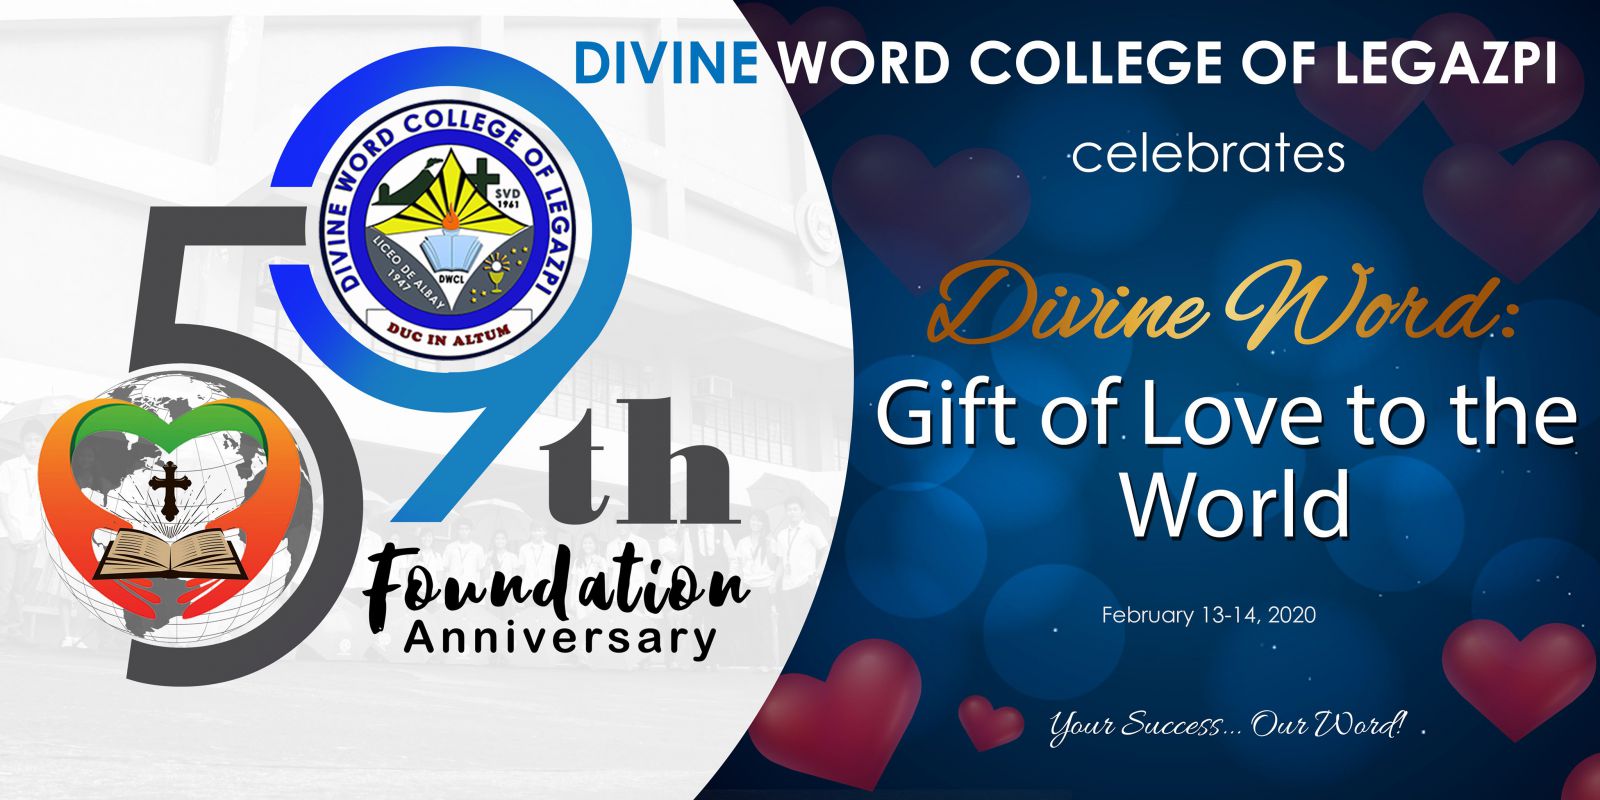 DIVINE WORD COLLEGE OF LEGAZPI
celebrates
Divine Word:
Gift of Love to the
World
February 13-14, 2020
Your Success... Our Word!
59th
Foundation
Anniversary
DIVINE WORD COLLEGE OF LEGAZPI
SVD
1961
LICEO DE ALBAY
1947
DWCL
DUC IN ALTUM